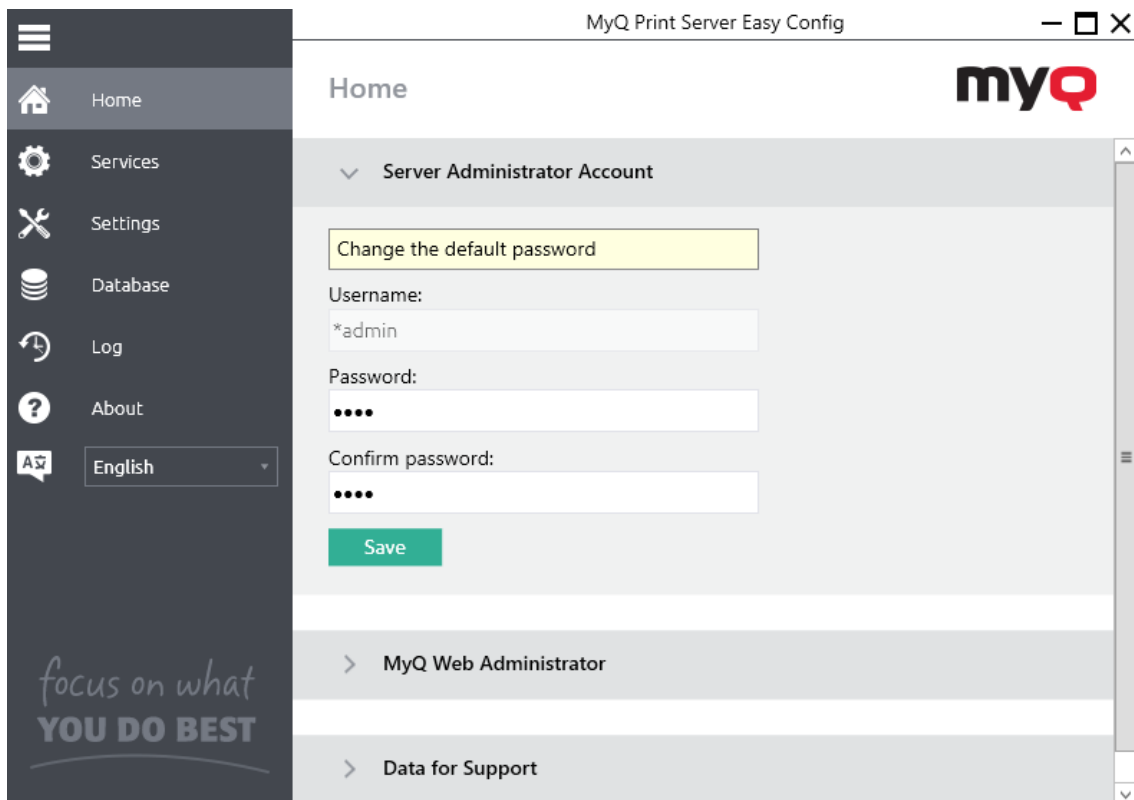 MyQ Print Server Easy Config
Home
Services
Settings
Database
Log
About
English
focus on what
YOU DO BEST
Home
myQ
Server Administrator Account
Change the default password
Username:
*admin
Password:
••••
Confirm password:
••••
Save
MyQ Web Administrator
Data for Support